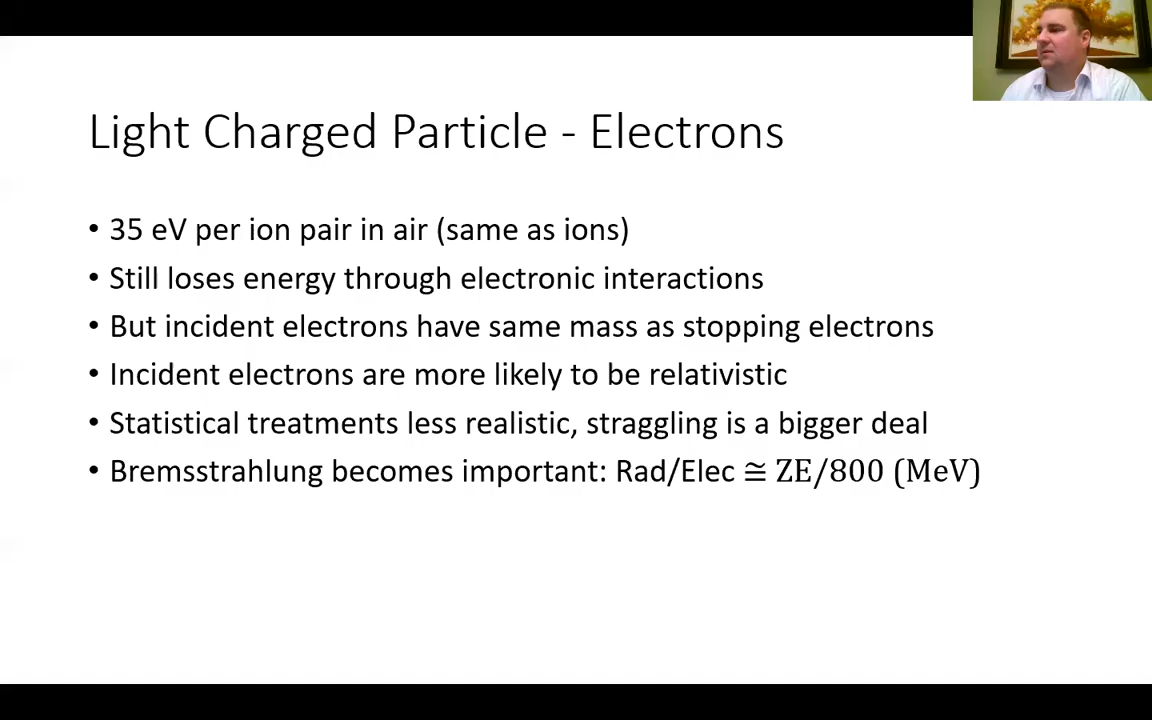 Light Charged Particle - Electrons
• 35 eV per ion pair in air (same as ions)
• Still loses energy through electronic interactions
• But incident electrons have same mass as stopping electrons
• Incident electrons are more likely to be relativistic
• Statistical treatments less realistic, straggling is a bigger deal
• Bremsstrahlung becomes important: Rad/Elec ≅ ZE/800 (MeV)